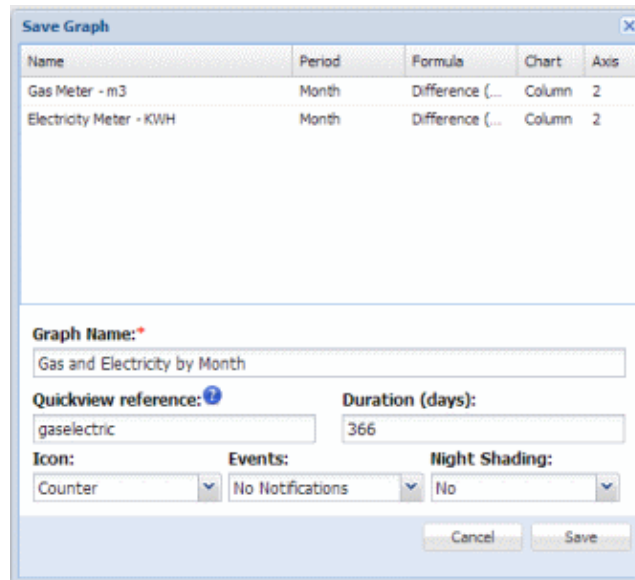 Save Graph
Name Period Formula Chart Axis
Gas Meter - m3 Month Difference (... Column 2
Electricity Meter - KWH Month Difference (... Column 2
Graph Name:*
Gas and Electricity by Month
Quickview reference: Duration (days):
gaselectric 366
Icon: Events: Night Shading:
Counter No Notifications No
Cancel Save